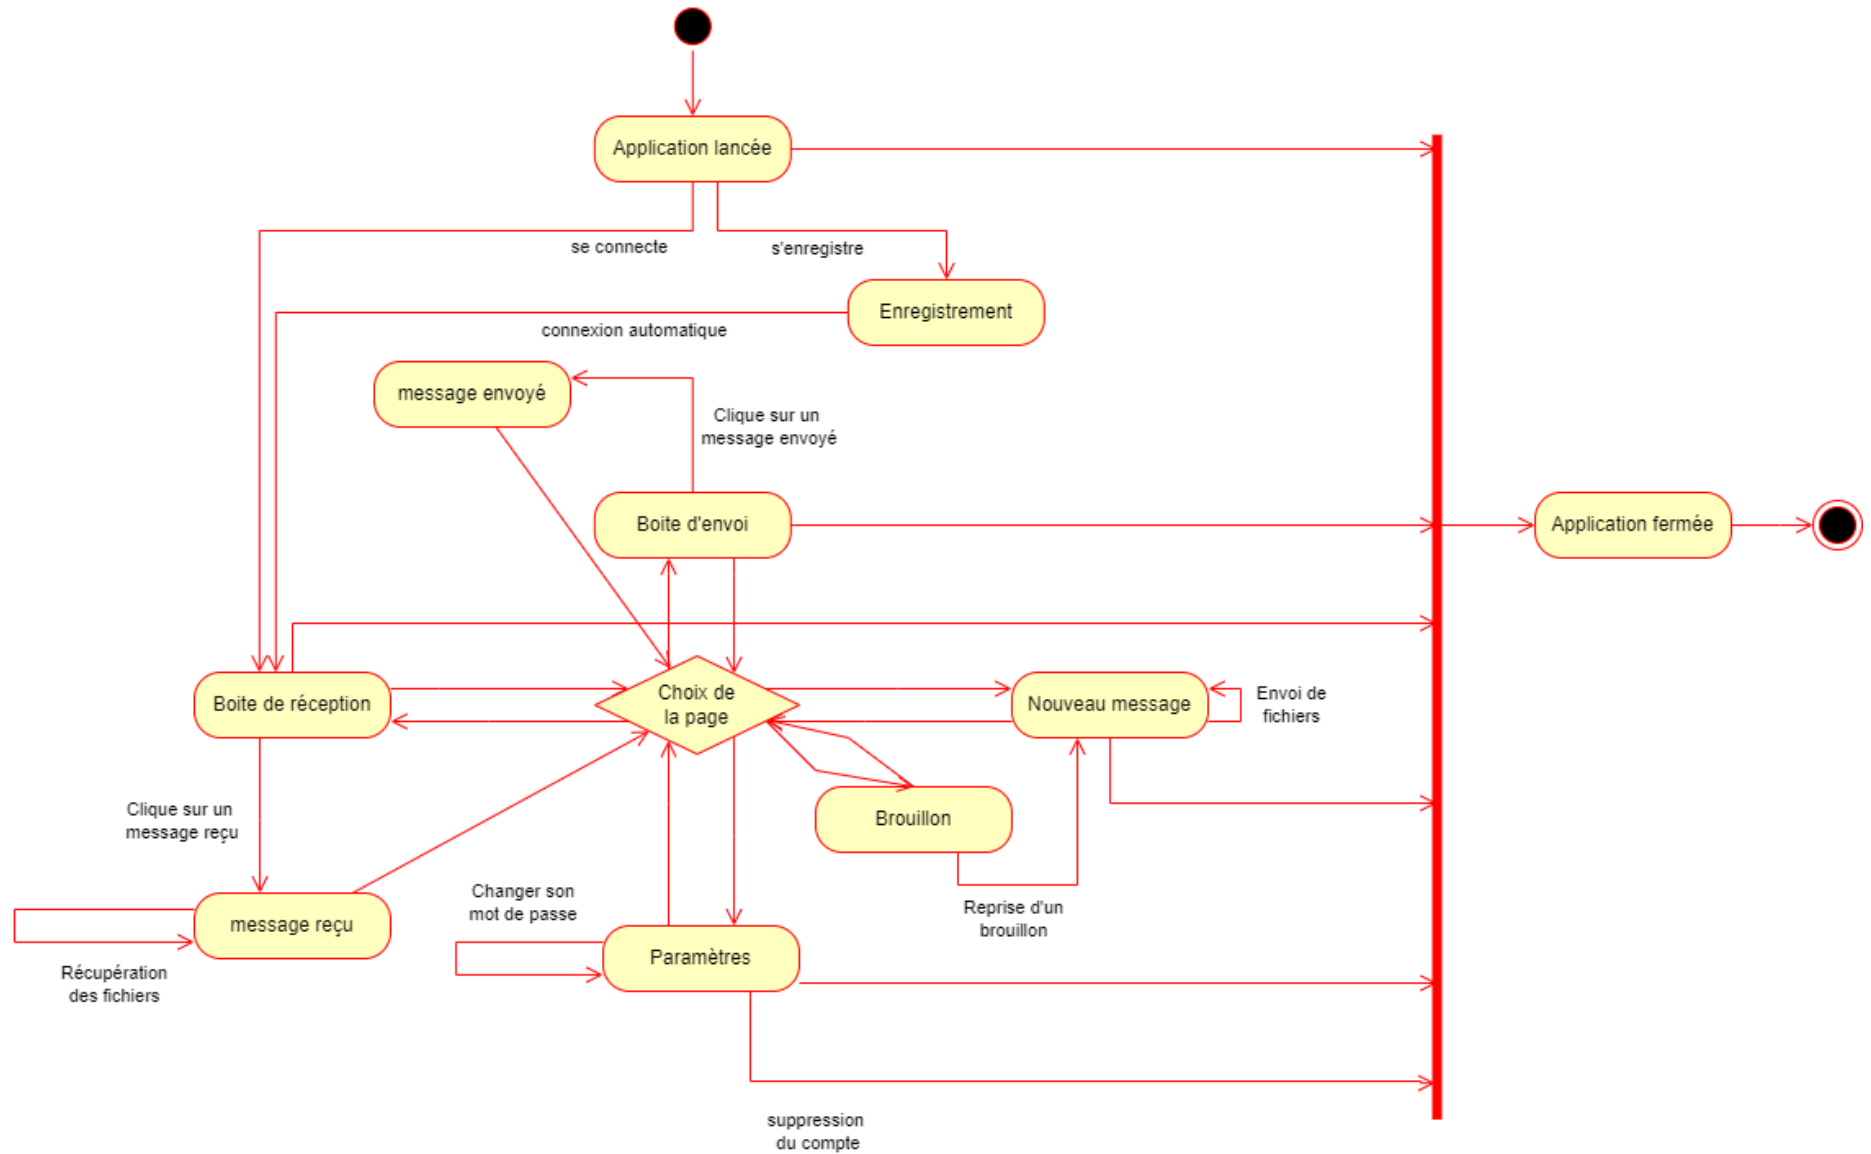 Application lancée
se connecte
s'enregistre
Enregistrement
connexion automatique
message envoyé
Clique sur un
message envoyé
Boite d'envoi
Application fermée
Boite de réception
Choix de
la page
Nouveau message
Envoi de
fichiers
Clique sur un
message reçu
Brouillon
Changer son
mot de passe
Reprise d'un
brouillon
message reçu
Paramètres
Récupération
des fichiers
suppression
du compte